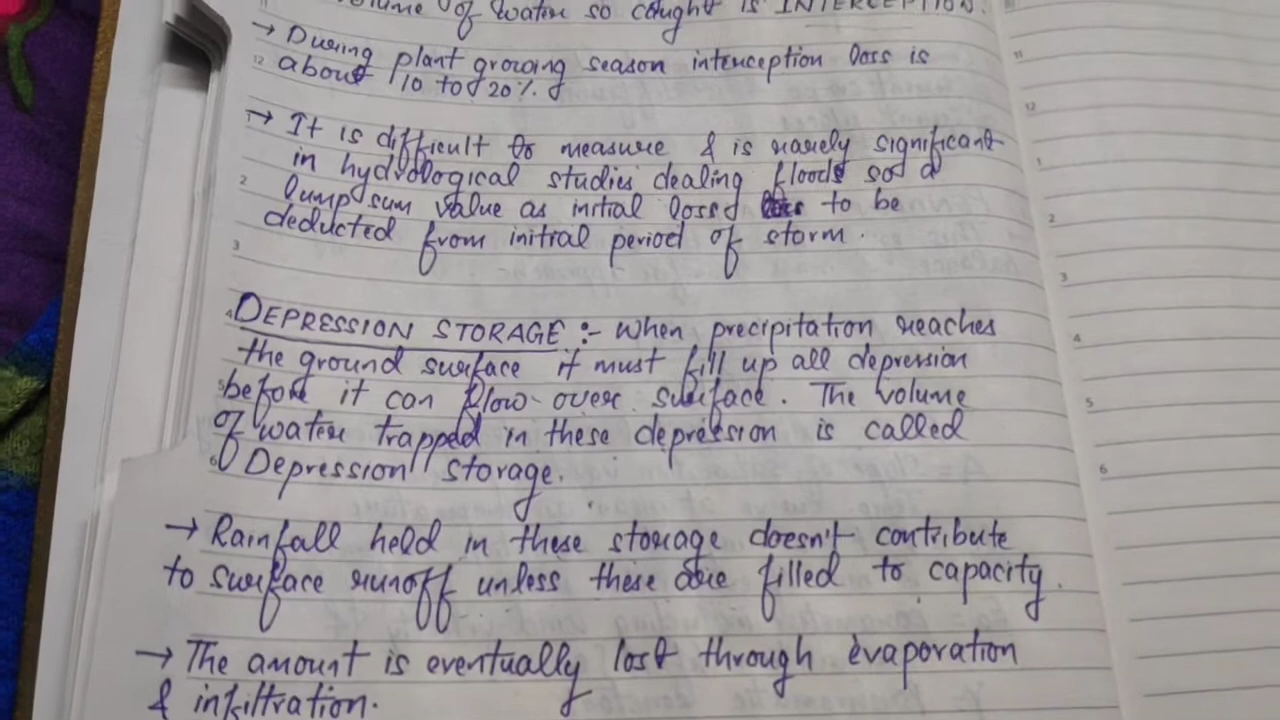 volume of water so caught is INTERCEPTION.
→ During plant growing season interception loss is
about 10 to 20%.
→ It is difficult to measure & is rarely significant
in hydrological studies dealing floods so a
lumpsum value as initial loss to be
deducted from initial period of storm.
DEPRESSION STORAGE :- When precipitation reaches
the ground surface it must fill up all depression
before it can flow over surface. The volume
of water trapped in these depression is called
Depression storage.
→ Rainfall held in these storage doesn't contribute
to surface runoff unless these are filled to capacity.
→ The amount is eventually lost through evaporation
& infiltration.